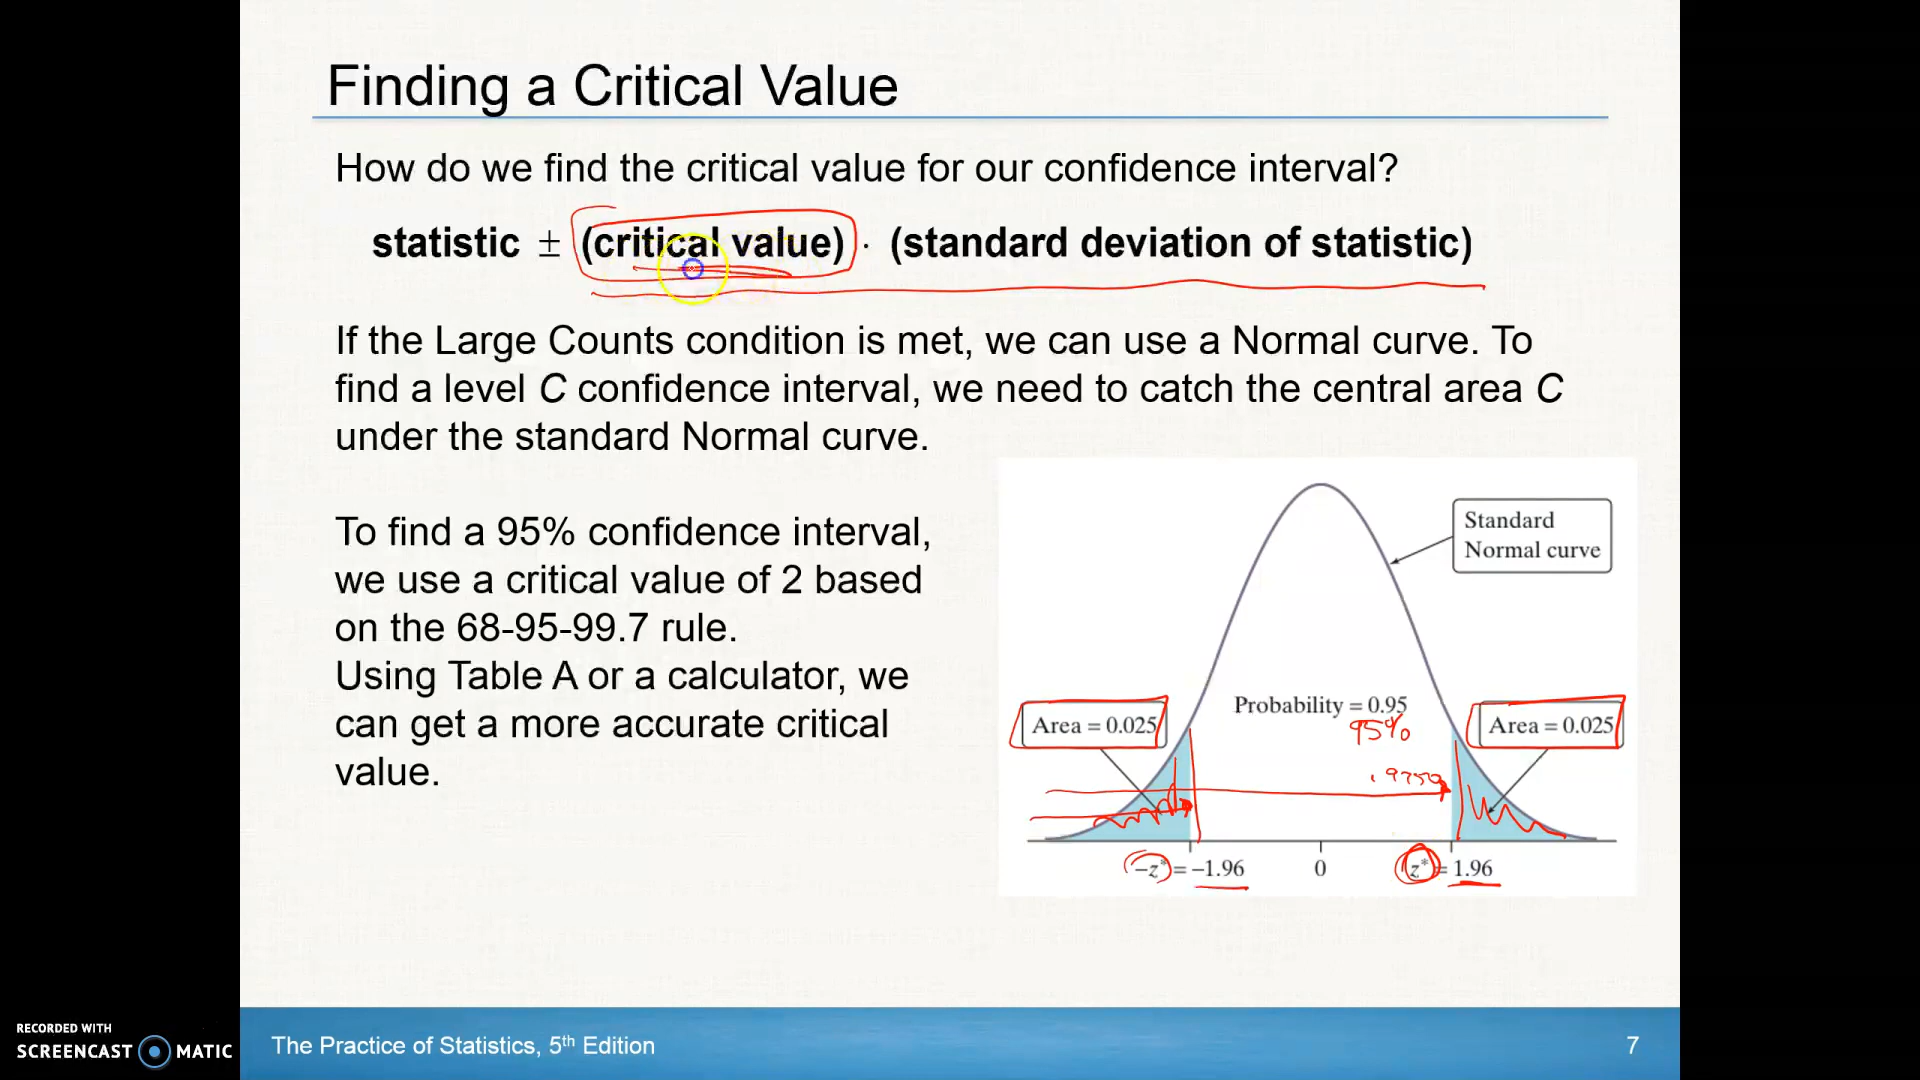 Finding a Critical Value
How do we find the critical value for our confidence interval?
statistic ± (critical value) · (standard deviation of statistic)
If the Large Counts condition is met, we can use a Normal curve. To
find a level C confidence interval, we need to catch the central area C
under the standard Normal curve.
To find a 95% confidence interval,
we use a critical value of 2 based
on the 68-95-99.7 rule.
Using Table A or a calculator, we
can get a more accurate critical
value.
Standard
Normal curve
Probability = 0.95
95%
Area = 0.025
Area = 0.025
.9750
–z* = –1.96
0
z* = 1.96
RECORDED WITH
SCREENCAST MATIC
The Practice of Statistics, 5th Edition
7